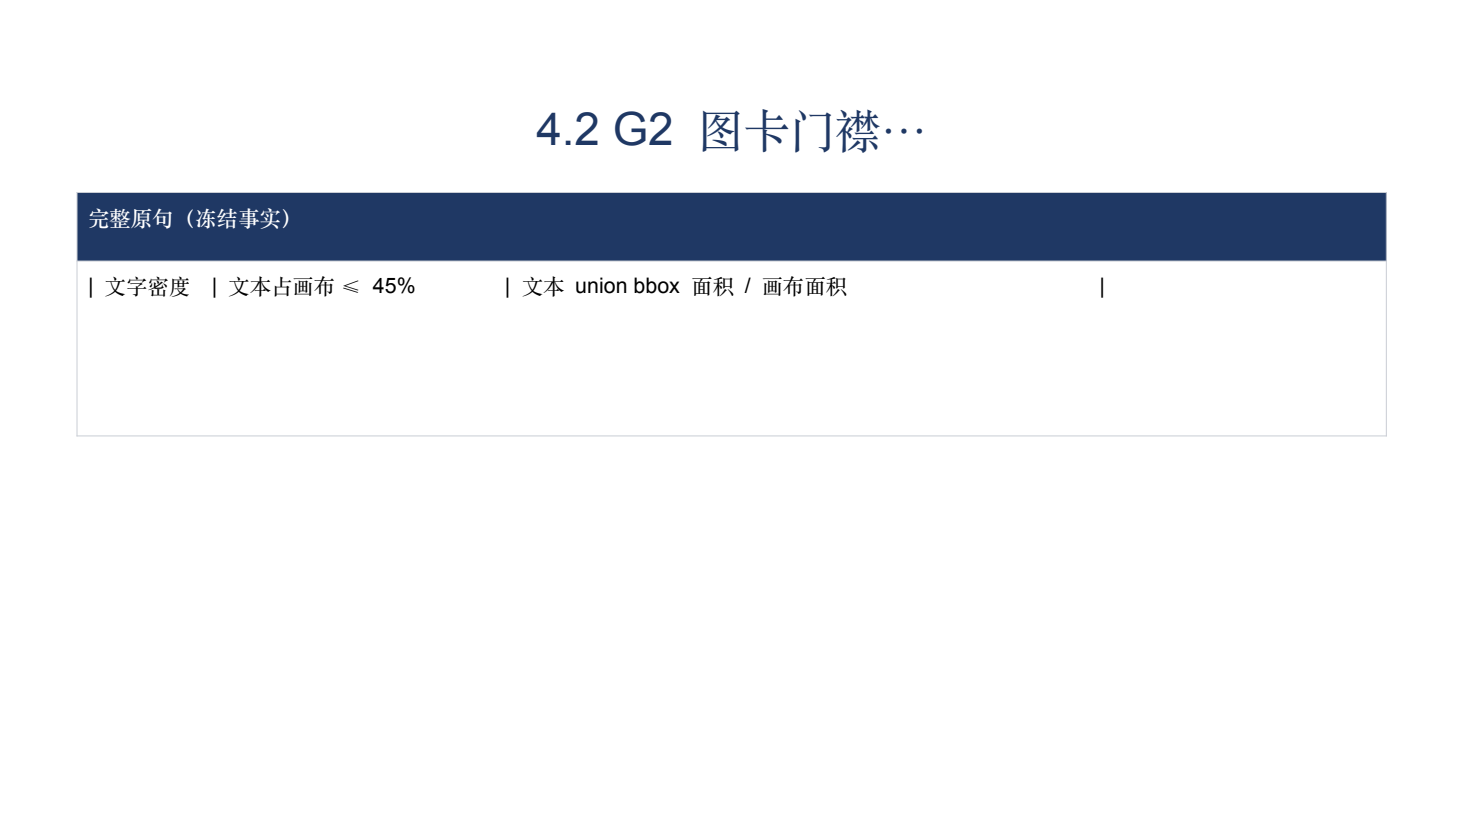 4.2 G2 图卡门襟…
完整原句（冻结事实）
| 文字密度 | 文本占画布 ≤ 45% | 文本 union bbox 面积 / 画布面积 |